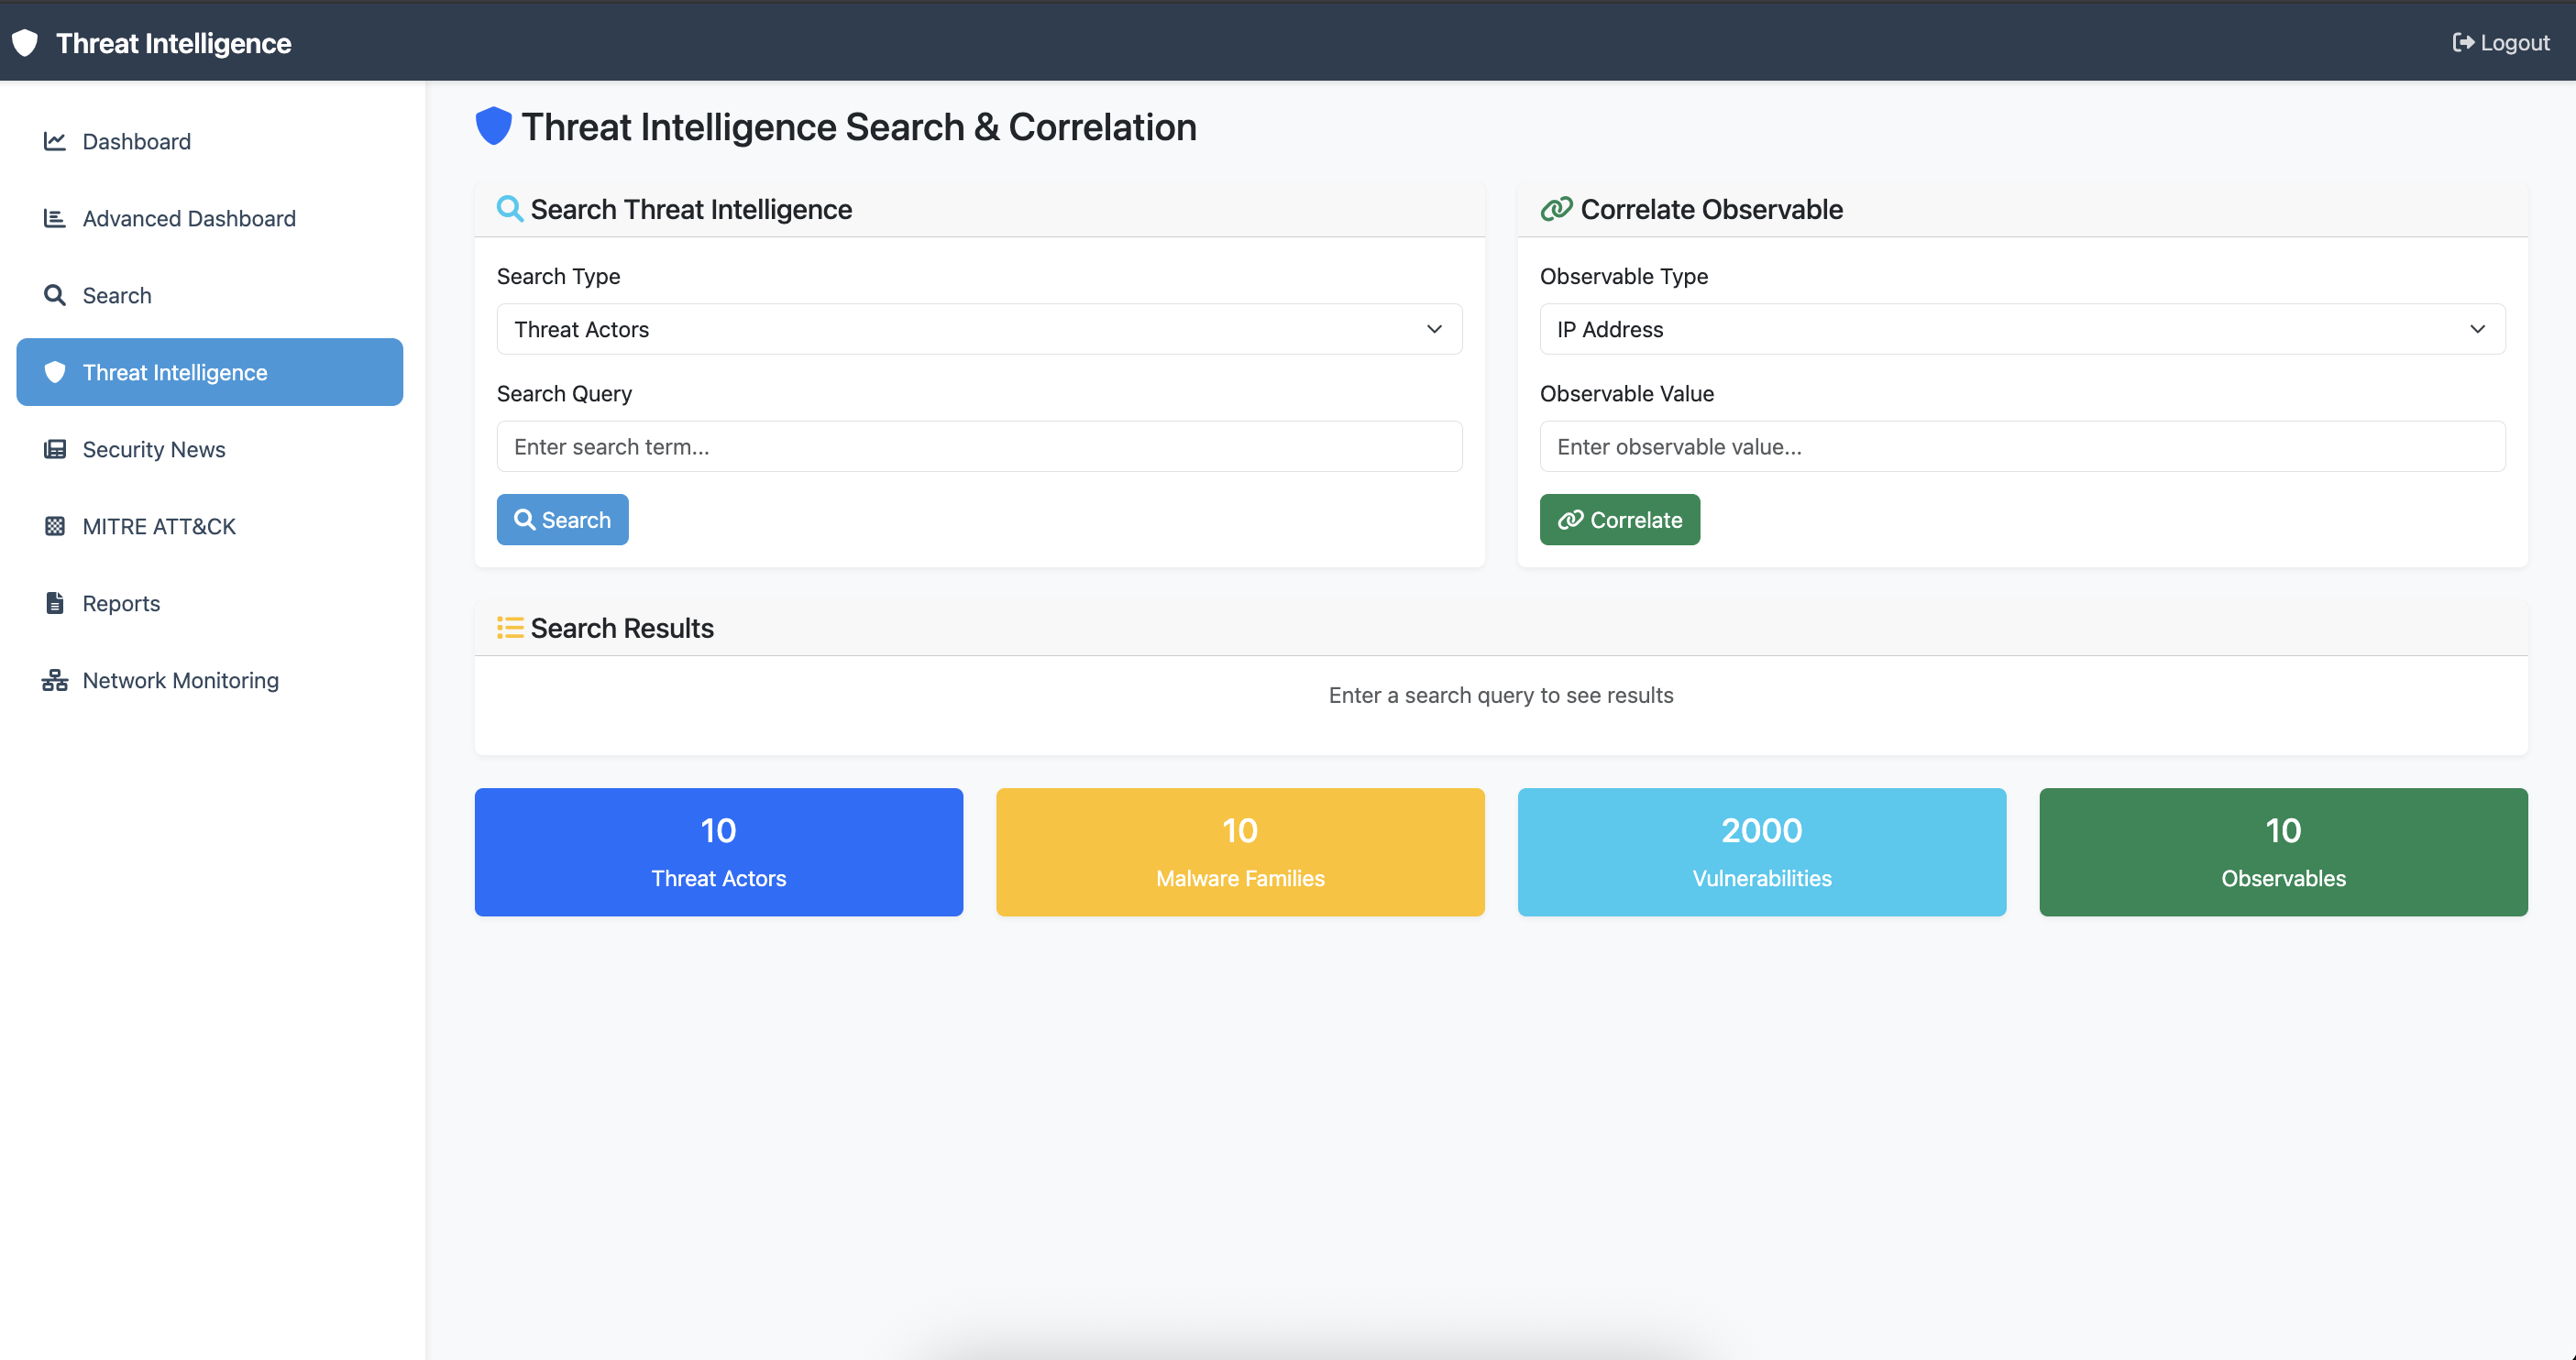 Threat Intelligence
Logout
Dashboard
Advanced Dashboard
Search
Threat Intelligence
Security News
MITRE ATT&CK
Reports
Network Monitoring
Threat Intelligence Search & Correlation
Search Threat Intelligence
Search Type
Threat Actors
Search Query
Enter search term...
Search
Correlate Observable
Observable Type
IP Address
Observable Value
Enter observable value...
Correlate
Search Results
Enter a search query to see results
10
Threat Actors
10
Malware Families
2000
Vulnerabilities
10
Observables